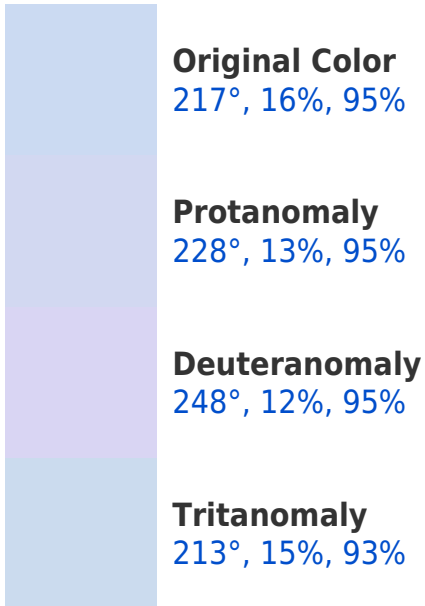 Original Color
217°, 16%, 95%
Protanomaly
228°, 13%, 95%
Deuteranomaly
248°, 12%, 95%
Tritanomaly
213°, 15%, 93%